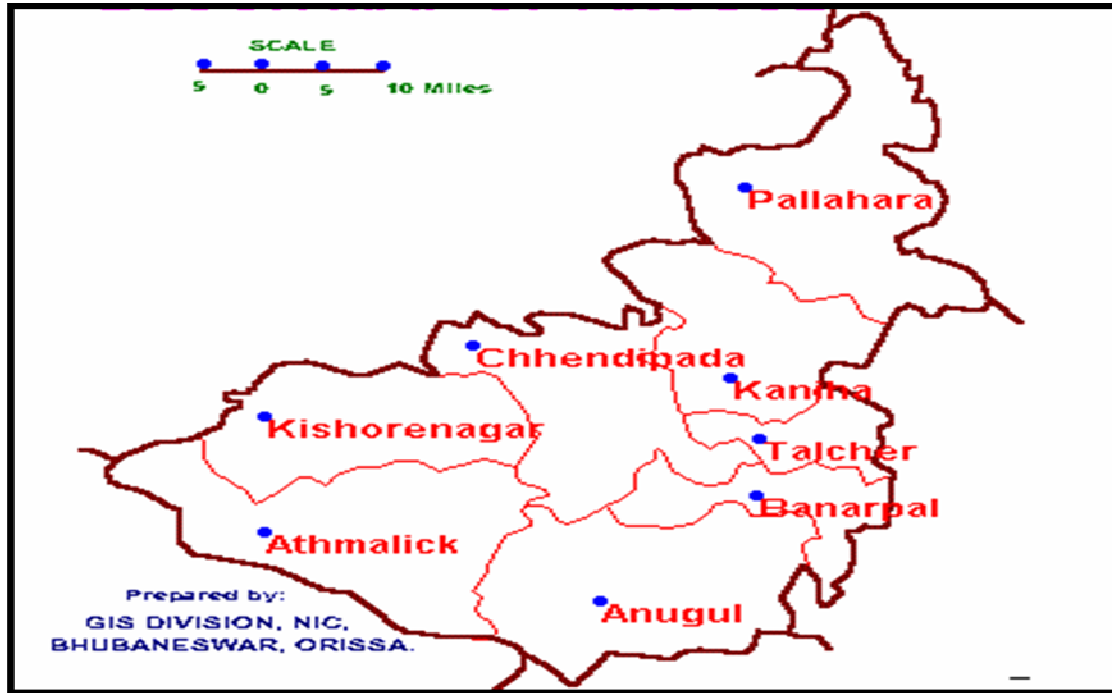 SCALE
5 0 5 10 Miles
Pallahara
Chhendipada
Kaniha
Kishorenagar
Talcher
Banarpal
Athmalick
Anugul
Prepared by:
GIS DIVISION, NIC,
BHUBANESWAR, ORISSA.